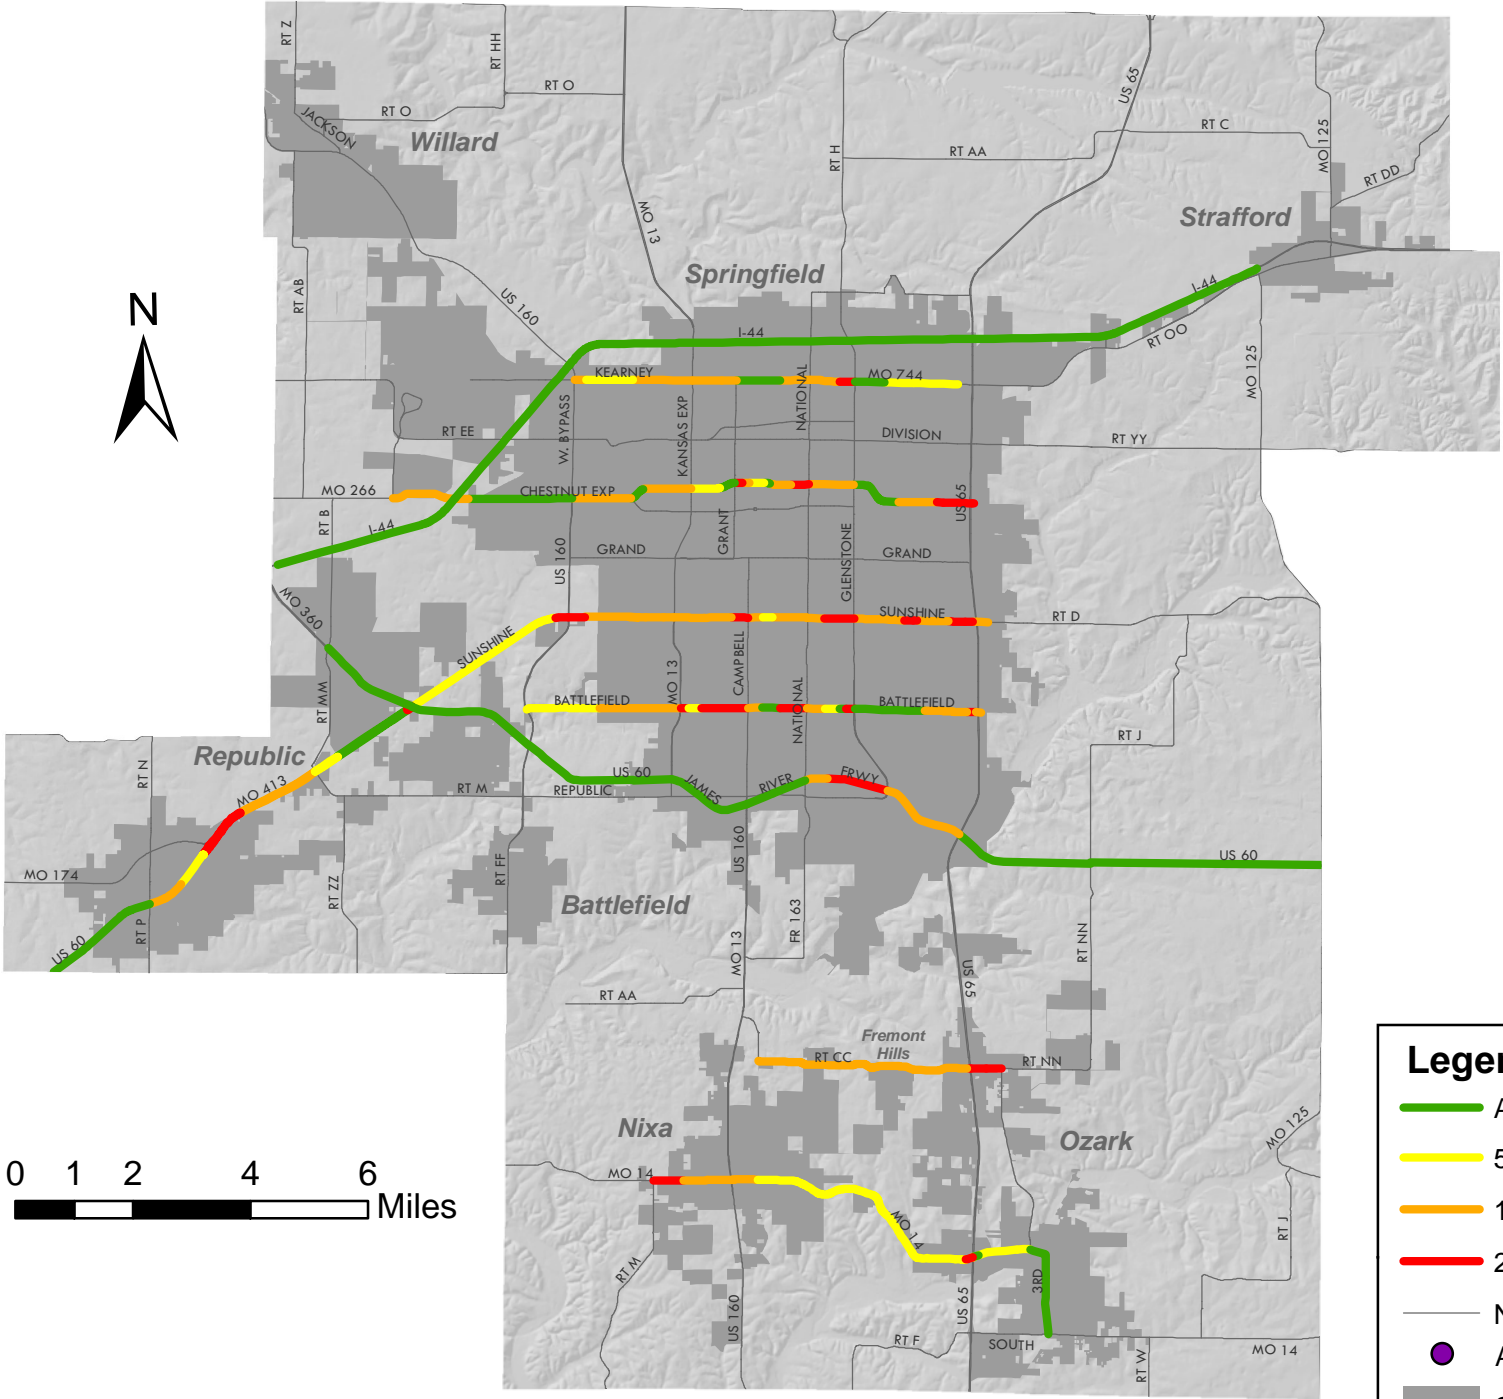 RT Z
RT HH
RT O
RT O
JACKSON
Willard
US 65
RT C
RT AA
RT H
MO 125
RT DD
MO 13
Strafford
Springfield
RT AB
US 160
I-44
I-44
RT OO
MO 125
N
KEARNEY
MO 744
NATIONAL
W. BYPASS
KANSAS EXP
RT EE
DIVISION
RT YY
MO 266
CHESTNUT EXP
US 65
RT B
I-44
GRANT
GRAND
GRAND
US 160
GLENSTONE
MO 360
SUNSHINE
SUNSHINE
RT D
CAMPBELL
MO 13
RT MM
BATTLEFIELD
NATIONAL
BATTLEFIELD
RT J
Republic
RT N
MO 413
RT M
US 60
REPUBLIC
JAMES
RIVER
FRWY
US 160
US 60
MO 174
RT ZZ
RT FF
Battlefield
RT P
US 60
FR 163
MO 13
RT NN
US 65
RT AA
Fremont
Hills
RT CC
RT NN
Legen
A
5
1
2
N
A
Nixa
Ozark
MO 125
MO 14
0 1 2 4 6
Miles
MO 14
RT J
RT M
3RD
US 160
US 65
RT F
SOUTH
RT W
MO 14